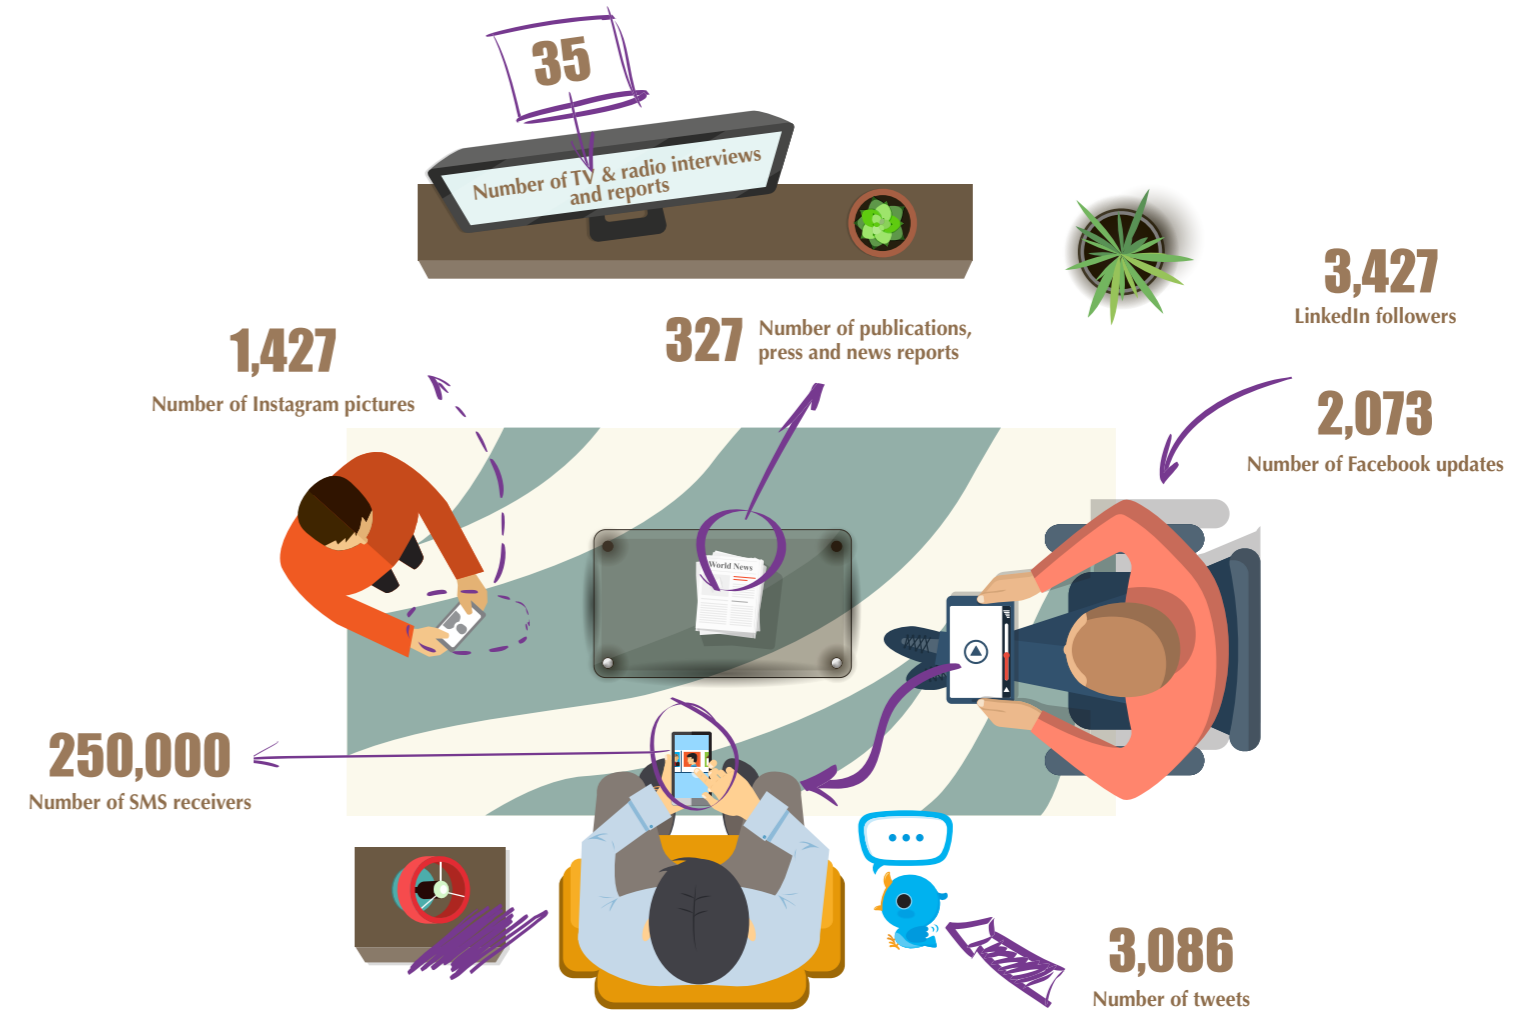 35
Number of TV & radio interviews
and reports
3,427
LinkedIn followers
1,427
Number of Instagram pictures
327
Number of publications,
press and news reports
2,073
Number of Facebook updates
World News
250,000
Number of SMS receivers
3,086
Number of tweets